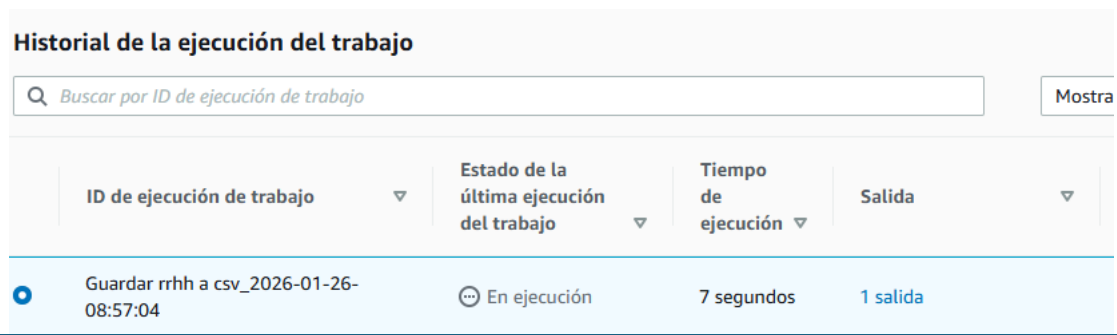 Historial de la ejecución del trabajo
Buscar por ID de ejecución de trabajo
Mostra
ID de ejecución de trabajo
Estado de la
última ejecución
del trabajo
Tiempo
de
ejecución
Salida
Guardar rrhh a csv_2026-01-26-
08:57:04
En ejecución
7 segundos
1 salida